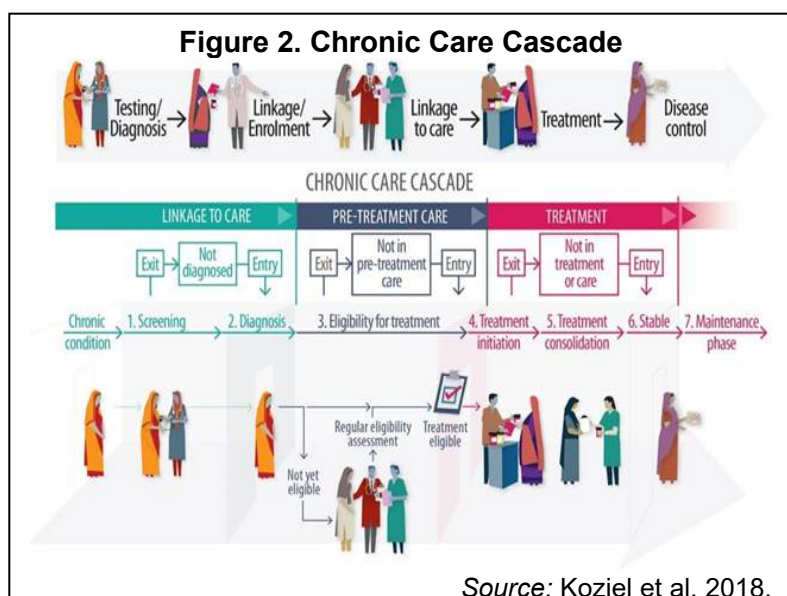 Figure 2. Chronic Care Cascade
Testing/
Diagnosis
Linkage/
Enrolment
Linkage
to care
Treatment
Disease
control
CHRONIC CARE CASCADE
LINKAGE TO CARE
PRE-TREATMENT CARE
TREATMENT
Exit
Not
diagnosed
Entry
Exit
Not in
pre-treatment
care
Entry
Exit
Not in
treatment
or care
Entry
Chronic
condition
1. Screening
2. Diagnosis
3. Eligibility for treatment
4. Treatment
initiation
5. Treatment
consolidation
6. Stable
7. Maintenance
phase
Regular eligibility
assessment
Treatment
eligible
Not yet
eligible
Source: Koziel et al. 2018.